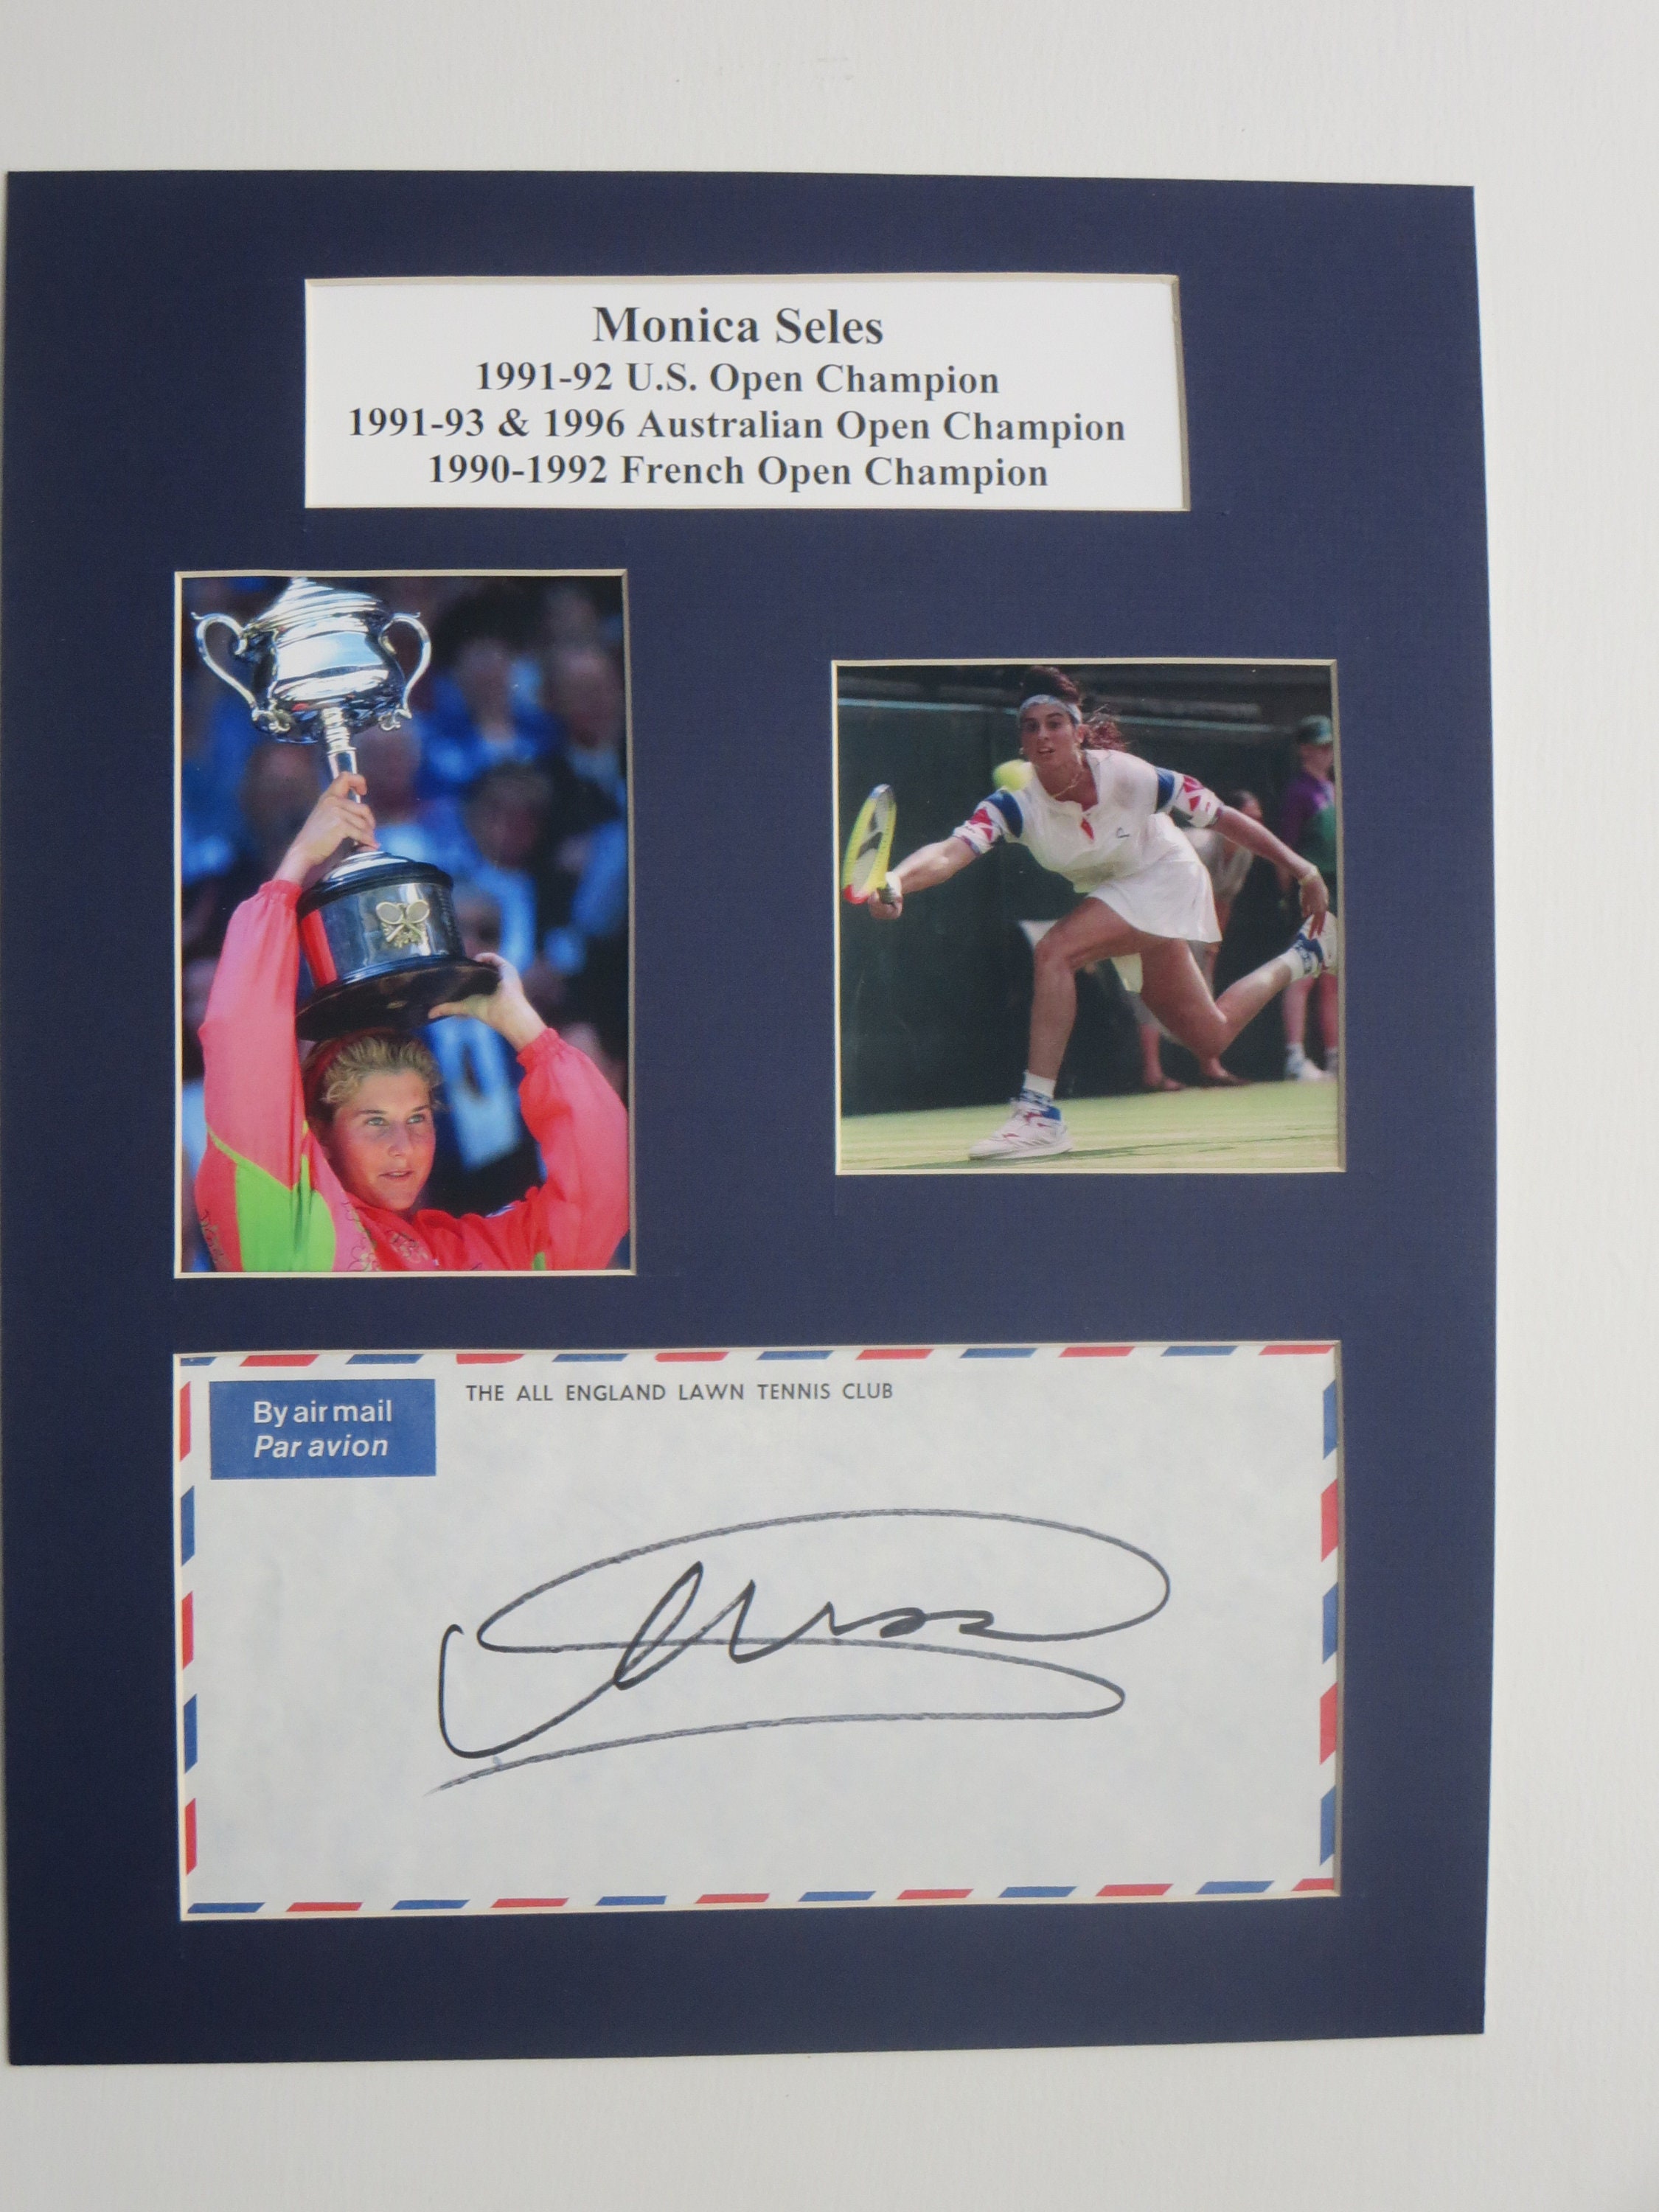 Monica Seles
1991-92 U.S. Open Champion
1991-93 & 1996 Australian Open Champion
1990-1992 French Open Champion
By air mail
Par avion
THE ALL ENGLAND LAWN TENNIS CLUB